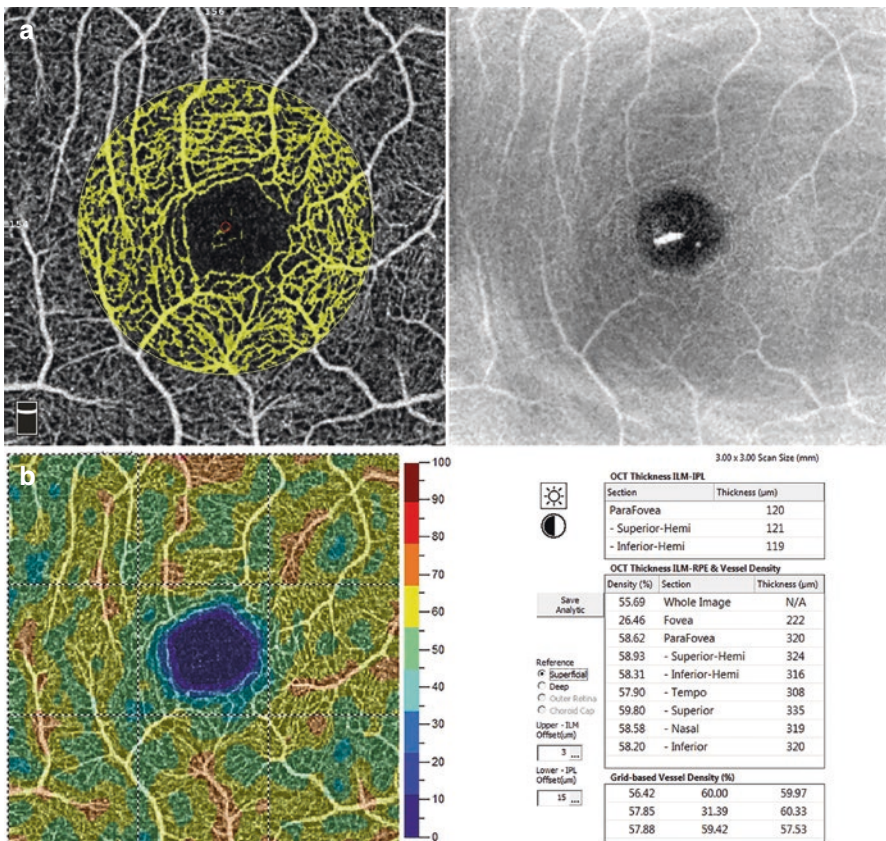 a
156
b
100
90
80
70
60
50
40
30
20
10
0
3.00 x 3.00 Scan Size (mm)
OCT Thickness ILM-IPL
Section Thickness (µm)
ParaFovea 120
- Superior-Hemi 121
- Inferior-Hemi 119
OCT Thickness ILM-RPE & Vessel Density
Density (%) Section Thickness (µm)
55.69 Whole Image N/A
26.46 Fovea 222
58.62 ParaFovea 320
58.93 - Superior-Hemi 324
58.31 - Inferior-Hemi 316
57.90 - Tempo 308
59.80 - Superior 335
58.58 - Nasal 319
58.20 - Inferior 320
Save
Analytic
Reference
Superficial
Deep
Outer Retina
Choroid Cap
Upper - ILM
Offset(um)
3 ...
Lower - IPL
Offset(um)
15 ...
Grid-based Vessel Density (%)
56.42 60.00 59.97
57.85 31.39 60.33
57.88 59.42 57.53